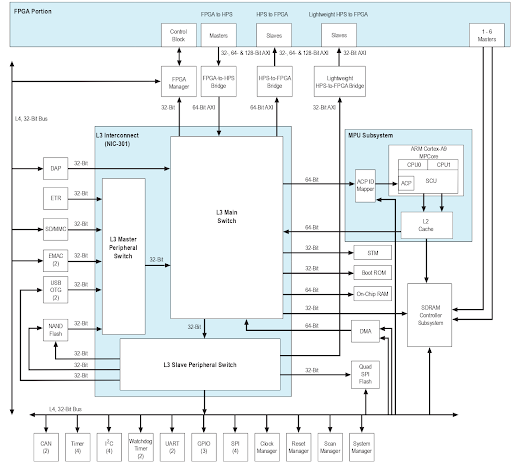 FPGA Portion
FPGA to HPS
HPS to FPGA
Lightweight HPS to FPGA
Control
Block
Masters
Slaves
Slaves
1 - 6
Masters
32-, 64- & 128-Bit AXI
32-, 64- & 128-Bit AXI
32-Bit AXI
FPGA
Manager
FPGA-to-HPS
Bridge
HPS-to-FPGA
Bridge
Lightweight
HPS-to-FPGA Bridge
L4, 32-Bit Bus
32-Bit
64-Bit AXI
64-Bit AXI
32-Bit AXI
L3 Interconnect
(NIC-301)
MPU Subsystem
ARM Cortex-A9
MPCore
CPU0
CPU1
ACP
SCU
ACP ID
Mapper
64-Bit
L2
Cache
DAP
32-Bit
ETR
32-Bit
SD/MMC
32-Bit
EMAC
(2)
32-Bit
USB
OTG
(2)
32-Bit
NAND
Flash
32-Bit
L3 Master
Peripheral
Switch
32-Bit
L3 Main
Switch
64-Bit
32-Bit
STM
32-Bit
Boot ROM
64-Bit
On-Chip RAM
32-Bit
SDRAM
Controller
Subsystem
64-Bit
DMA
32-Bit
L3 Slave Peripheral Switch
32-Bit
32-Bit
32-Bit
32-Bit
Quad
SPI
Flash
L4, 32-Bit Bus
CAN
(2)
Timer
(4)
I²C
(4)
Watchdog
Timer
(2)
UART
(2)
GPIO
(3)
SPI
(4)
Clock
Manager
Reset
Manager
Scan
Manager
System
Manager